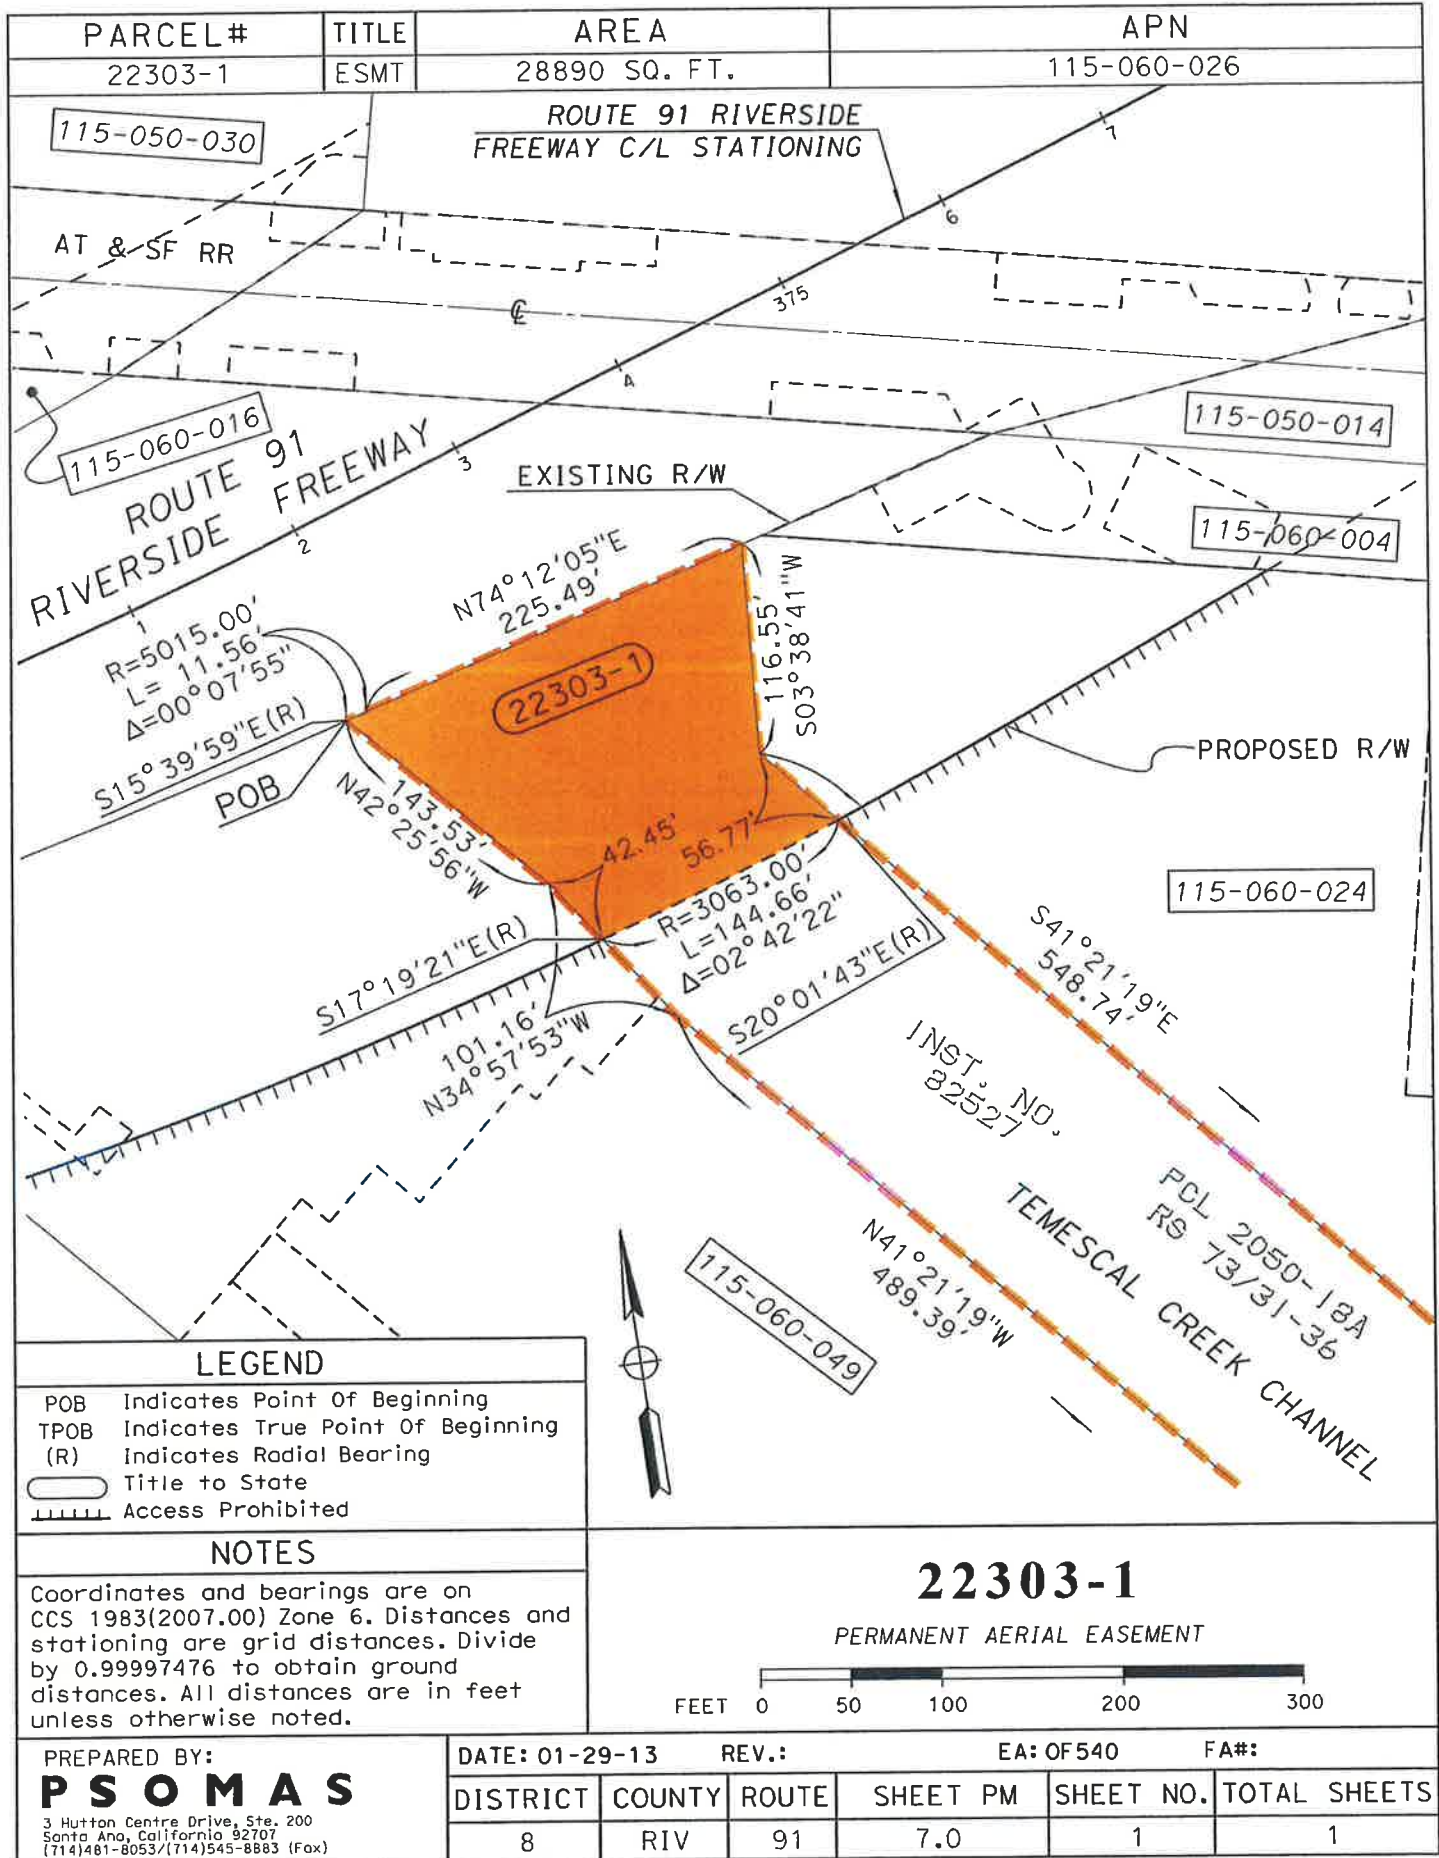 PARCEL# TITLE AREA APN
22303-1 ESMT 28890 SQ. FT. 115-060-026
115-050-030
ROUTE 91 RIVERSIDE
FREEWAY C/L STATIONING
7
6
AT & SF RR
375
℄
4
115-050-014
115-060-016
3
ROUTE 91
RIVERSIDE FREEWAY
EXISTING R/W
2
115-060-004
1
N74°12'05"E
225.49'
116.55'
S03°38'41"W
R=5015.00'
L= 11.56'
Δ=00°07'55"
22303-1
S15°39'59"E(R)
POB
PROPOSED R/W
143.53'
N42°25'56"W
42.45'
56.77'
R=3063.00'
L=144.66'
Δ=02°42'22"
115-060-024
S17°19'21"E(R)
S20°01'43"E(R)
S41°21'19"E
548.74'
101.16'
N34°57'53"W
INST. NO.
82527
PCL 2050-18A
RS 73/31-36
TEMESCAL CREEK CHANNEL
N41°21'19"W
489.39'
115-060-049
LEGEND
POB Indicates Point Of Beginning
TPOB Indicates True Point Of Beginning
(R) Indicates Radial Bearing
Title to State
Access Prohibited
NOTES
Coordinates and bearings are on
CCS 1983(2007.00) Zone 6. Distances and
stationing are grid distances. Divide
by 0.99997476 to obtain ground
distances. All distances are in feet
unless otherwise noted.
22303-1
PERMANENT AERIAL EASEMENT
FEET 0 50 100 200 300
PREPARED BY:
PSOMAS
3 Hutton Centre Drive, Ste. 200
Santa Ana, California 92707
(714)481-8053/(714)545-8883 (Fax)
DATE: 01-29-13 REV.: EA: OF540 FA#:
DISTRICT COUNTY ROUTE SHEET PM SHEET NO. TOTAL SHEETS
8 RIV 91 7.0 1 1